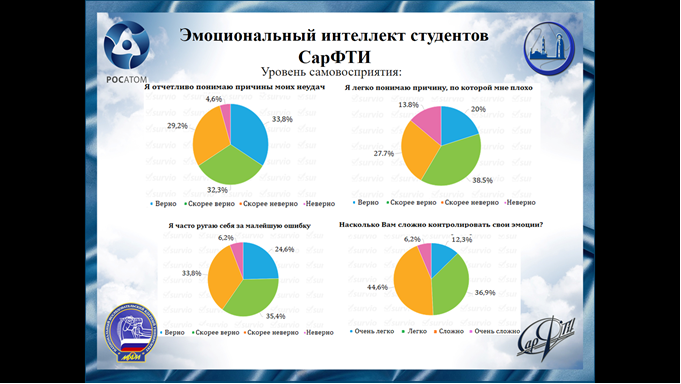 Эмоциональный интеллект студентов
СарФТИ
РОСАТОМ
Уровень самовосприятия:
Я отчетливо понимаю причины моих неудач
4,6%
33,8%
29,2%
32,3%
Верно Скорее верно Скорее неверно Неверно
Я легко понимаю причину, по которой мне плохо
13.8%
20%
27.7%
38.5%
Верно Скорее верно Скорее неверно Неверно
Я часто ругаю себя за малейшую ошибку
6,2%
24,6%
33,8%
35,4%
Верно Скорее верно Скорее неверно Неверно
Насколько Вам сложно контролировать свои эмоции?
6,2%
12,3%
44,6%
36,9%
Очень легко Легко Сложно Очень сложно
СарФТИ